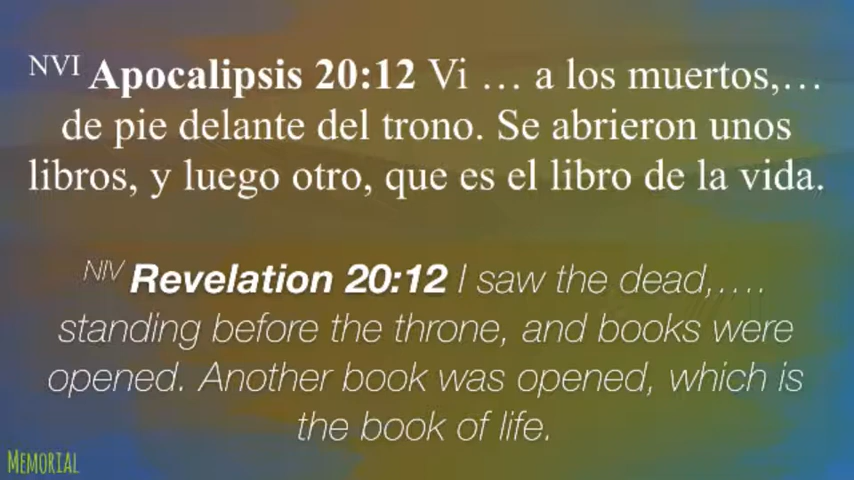 NVI Apocalipsis 20:12 Vi … a los muertos,…
de pie delante del trono. Se abrieron unos
libros, y luego otro, que es el libro de la vida.
NIV Revelation 20:12 I saw the dead,….
standing before the throne, and books were
opened. Another book was opened, which is
the book of life.
MEMORIAL